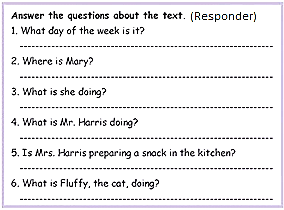 Answer the questions about the text. (Responder)
1. What day of the week is it?
2. Where is Mary?
3. What is she doing?
4. What is Mr. Harris doing?
5. Is Mrs. Harris preparing a snack in the kitchen?
6. What is Fluffy, the cat, doing?